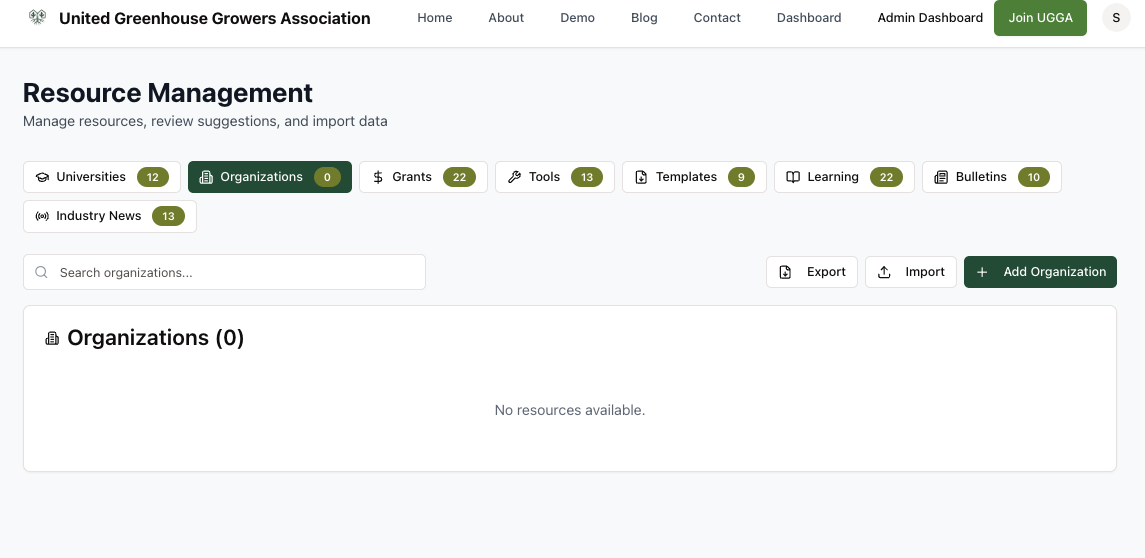 United Greenhouse Growers Association Home About Demo Blog Contact Dashboard Admin Dashboard Join UGGA S
Resource Management
Manage resources, review suggestions, and import data
Universities 12 Organizations 0 Grants 22 Tools 13 Templates 9 Learning 22 Bulletins 10
Industry News 13
Search organizations... Export Import Add Organization
Organizations (0)
No resources available.